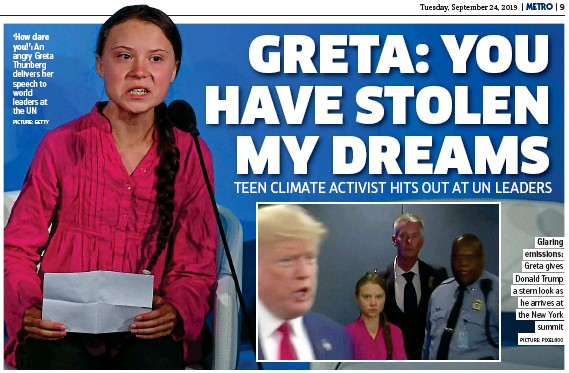 Tuesday, September 24, 2019 | METRO | 9
'How dare
you!': An
angry Greta
Thunberg
delivers her
speech to
world
leaders at
the UN
PICTURE: GETTY
GRETA: YOU
HAVE STOLEN
MY DREAMS
TEEN CLIMATE ACTIVIST HITS OUT AT UN LEADERS
Glaring
emissions:
Greta gives
Donald Trump
a stern look as
he arrives at
the New York
summit
PICTURE: PIXEL8000